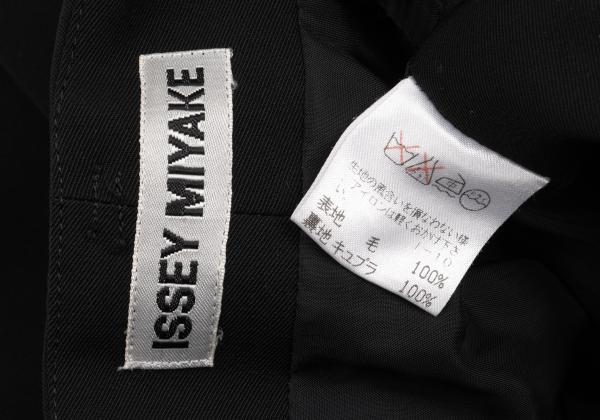 ISSEY MIYAKE
生地の風合いを損なわない様
い、アイロンは軽くおかけ下さ
表地 毛 100%
裏地 キュプラ 100%